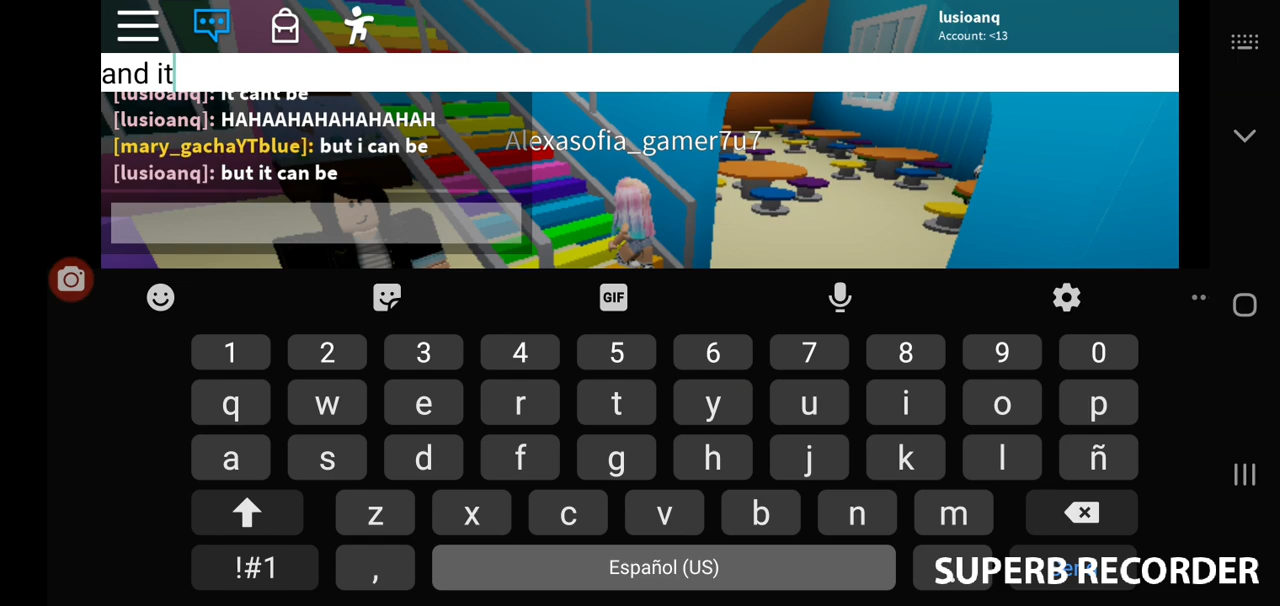 lusioanq
Account: <13
and it
[lusioanq]: it cant be
[lusioanq]: HAHAAHAHAHAHAHAH
[mary_gachaYTblue]: but i can be
[lusioanq]: but it can be
Alexasofia_gamer7u7
GIF
1 2 3 4 5 6 7 8 9 0
q w e r t y u i o p
a s d f g h j k l ñ
z x c v b n m
!#1 , Español (US)
SUPERB RECORDER